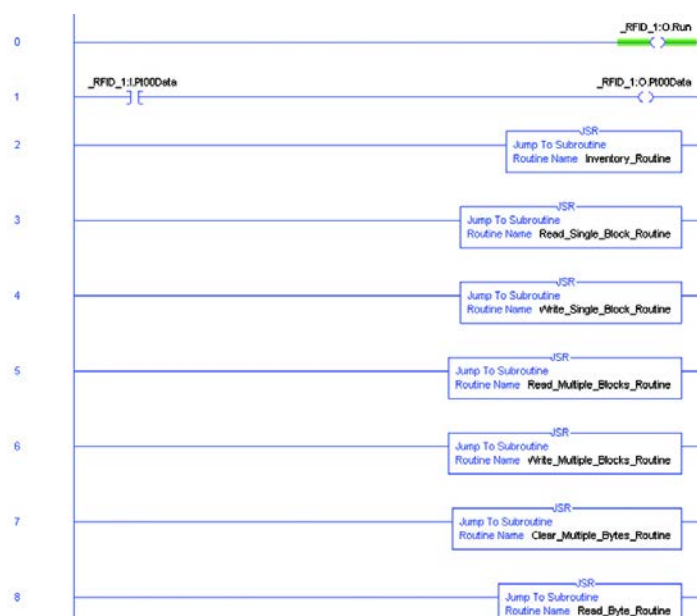 _RFID_1:O.Run
0
_RFID_1:I.Pt00Data
_RFID_1:O.Pt00Data
1
JSR
2
Jump To Subroutine
Routine Name Inventory_Routine
JSR
3
Jump To Subroutine
Routine Name Read_Single_Block_Routine
JSR
4
Jump To Subroutine
Routine Name Write_Single_Block_Routine
JSR
5
Jump To Subroutine
Routine Name Read_Multiple_Blocks_Routine
JSR
6
Jump To Subroutine
Routine Name Write_Multiple_Blocks_Routine
JSR
7
Jump To Subroutine
Routine Name Clear_Multiple_Bytes_Routine
JSR
8
Jump To Subroutine
Routine Name Read_Byte_Routine